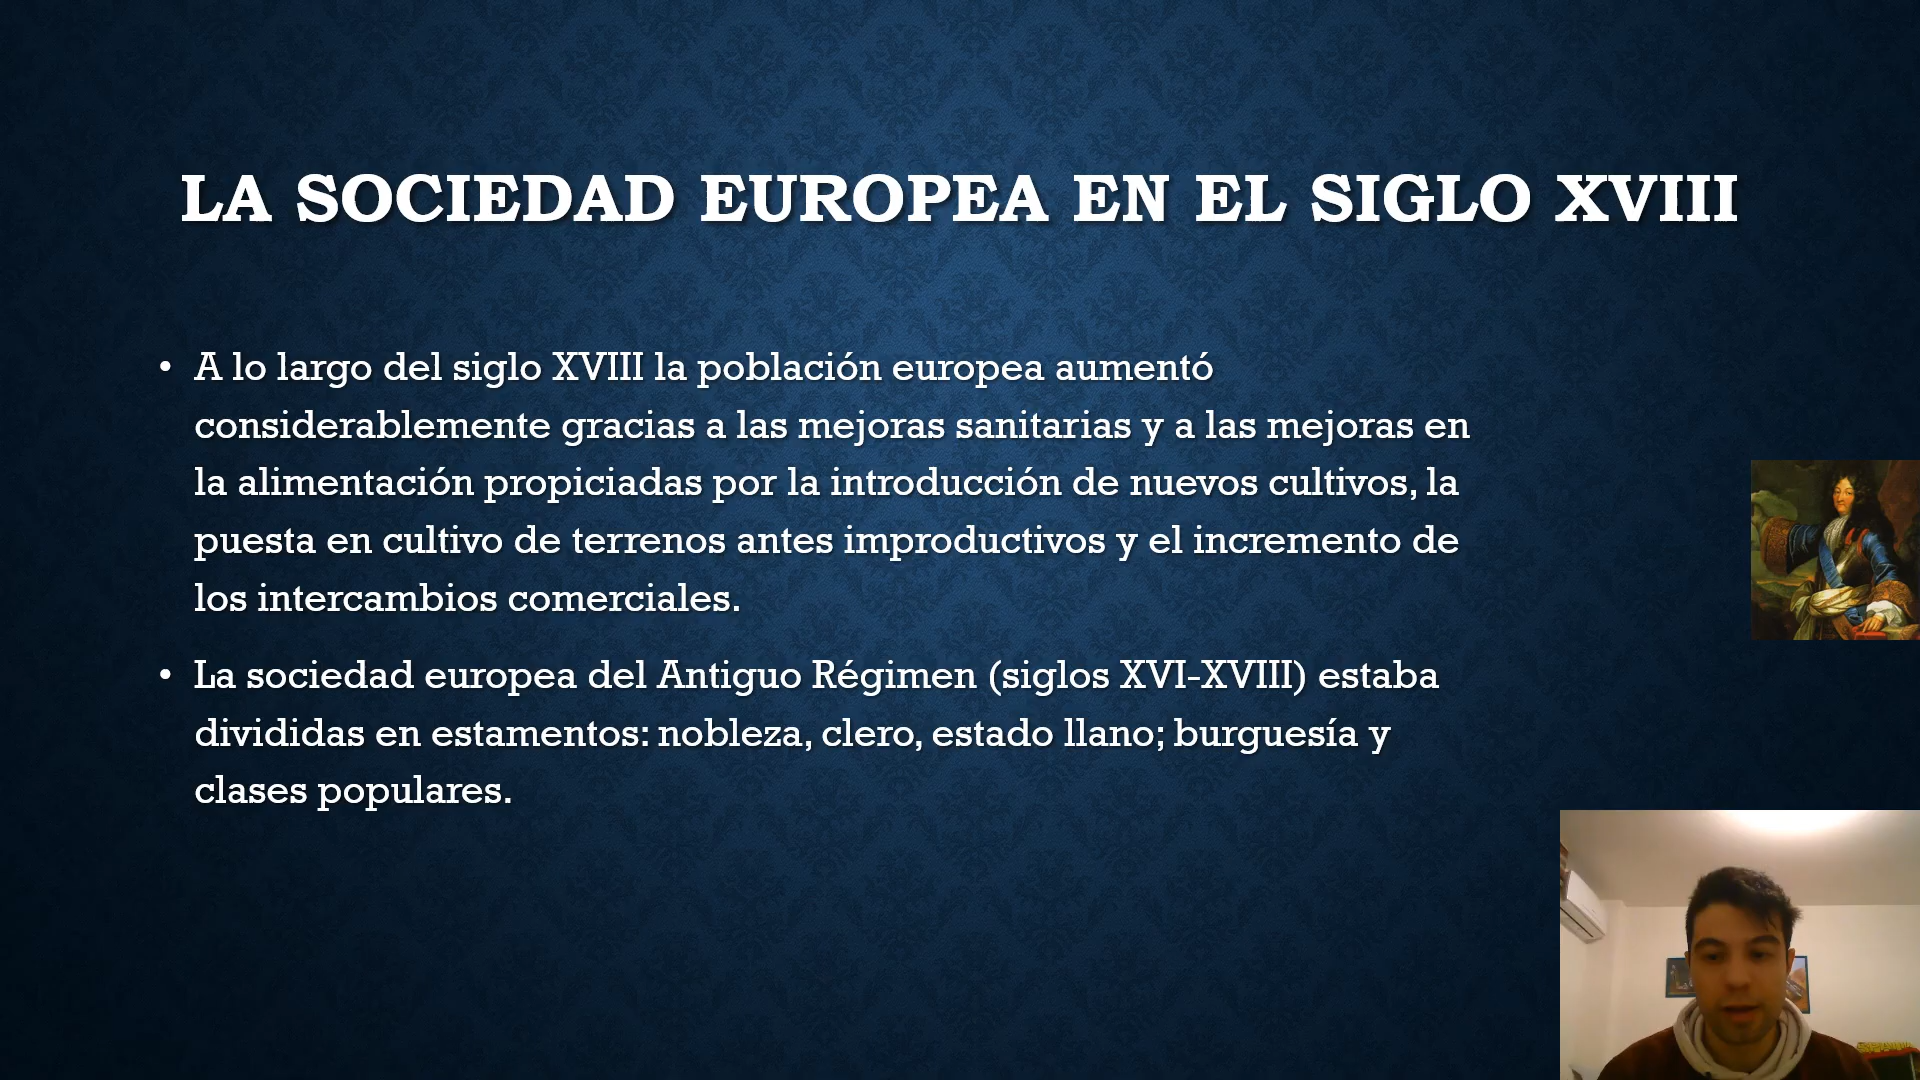 LA SOCIEDAD EUROPEA EN EL SIGLO XVIII
• A lo largo del siglo XVIII la población europea aumentó
considerablemente gracias a las mejoras sanitarias y a las mejoras en
la alimentación propiciadas por la introducción de nuevos cultivos, la
puesta en cultivo de terrenos antes improductivos y el incremento de
los intercambios comerciales.
• La sociedad europea del Antiguo Régimen (siglos XVI-XVIII) estaba
divididas en estamentos: nobleza, clero, estado llano; burguesía y
clases populares.